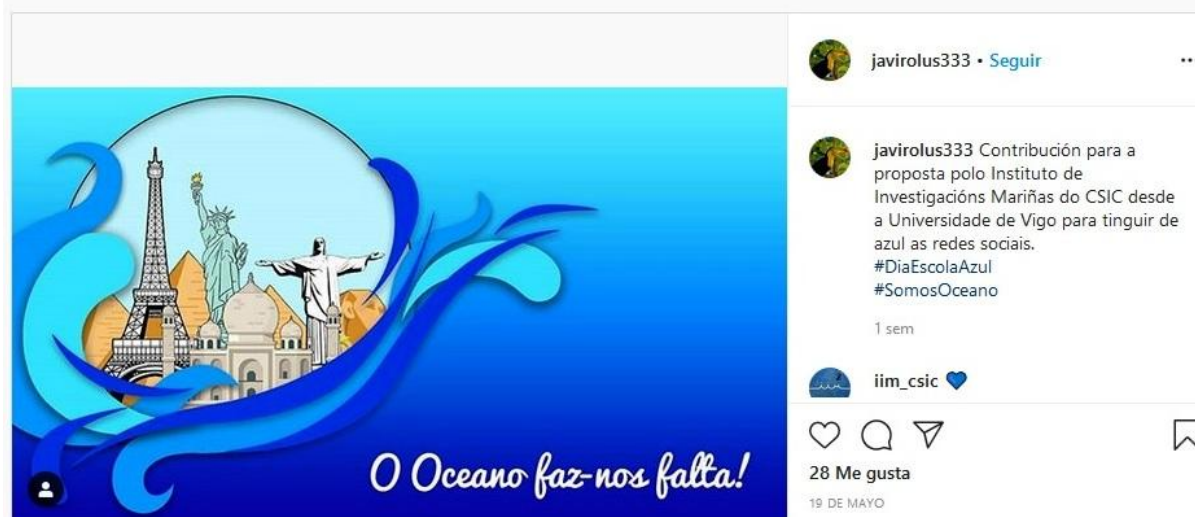 javirolus333 • Seguir
javirolus333 Contribución para a
proposta polo Instituto de
Investigacións Mariñas do CSIC desde
a Universidade de Vigo para tinguir de
azul as redes sociais.
#DiaEscolaAzul
#SomosOceano
1 sem
iim_csic 💙
28 Me gusta
19 DE MAYO
O Oceano faz-nos falta!